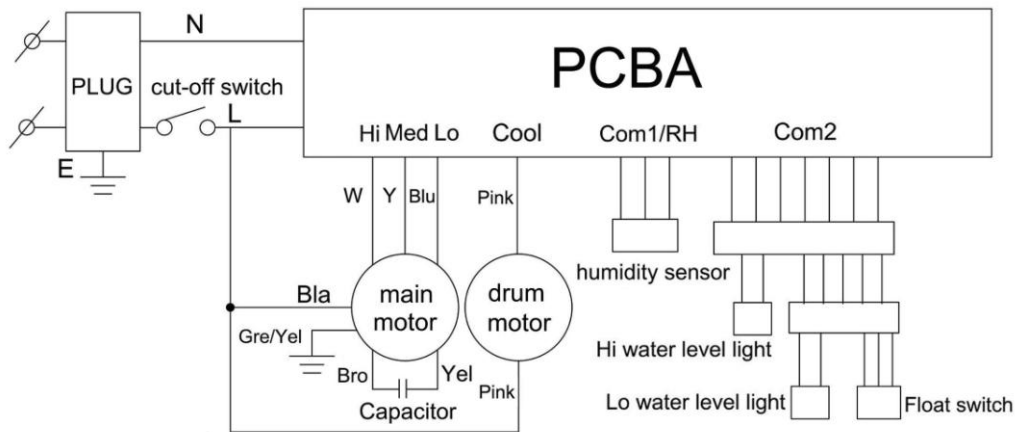 N
PCBA
PLUG
cut-off switch
L
E
Hi Med Lo
Cool
Com1/RH
Com2
W
Y
Blu
Pink
Bla
main
motor
drum
motor
humidity sensor
Gre/Yel
Bro
Yel
Pink
Capacitor
Hi water level light
Lo water level light
Float switch